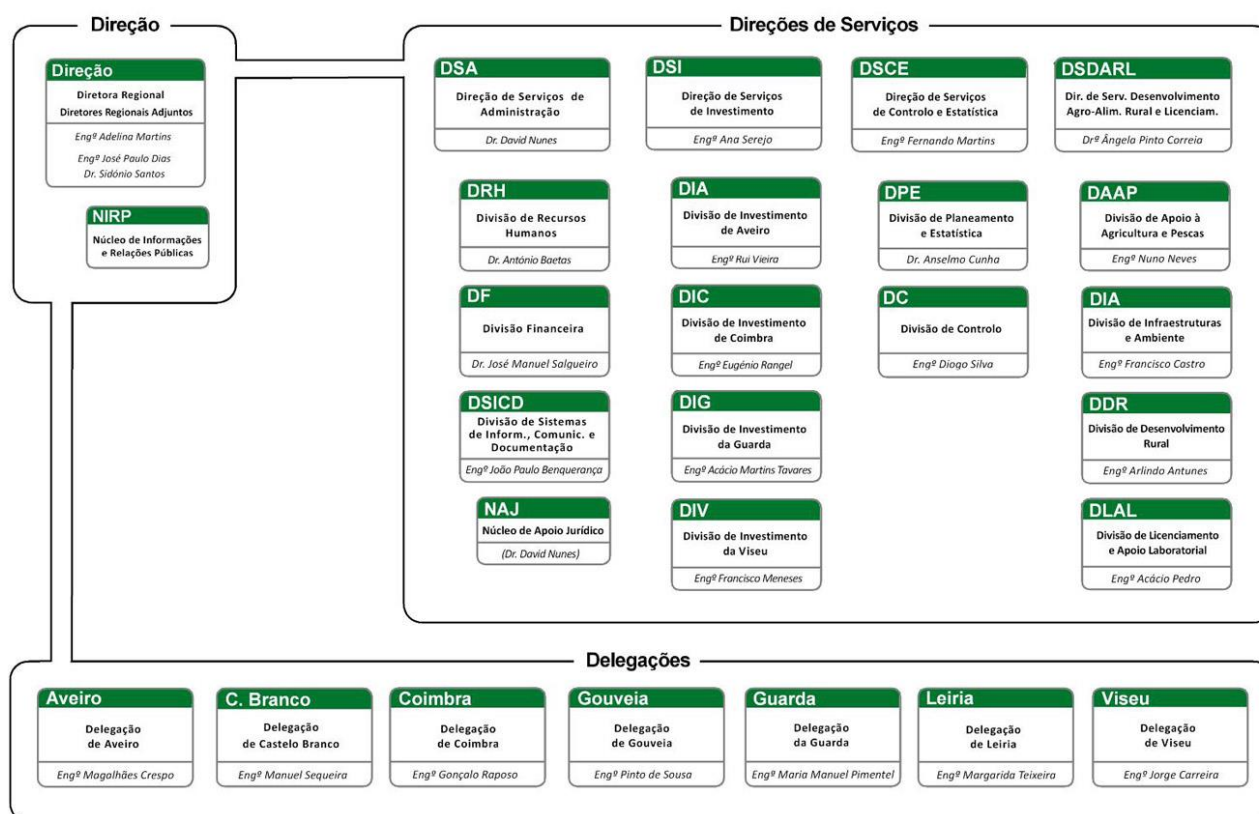 Direção
Direção
Diretora Regional
Diretores Regionais Adjuntos
Engº Adelina Martins
Engº José Paulo Dias
Dr. Sidónio Santos
NIRP
Núcleo de Informações
e Relações Públicas
Direções de Serviços
DSA
Direção de Serviços de
Administração
Dr. David Nunes
DRH
Divisão de Recursos
Humanos
Dr. António Baetas
DF
Divisão Financeira
Dr. José Manuel Salgueiro
DSICD
Divisão de Sistemas
de Inform., Comunic. e
Documentação
Engº João Paulo Benquerança
NAJ
Núcleo de Apoio Jurídico
(Dr. David Nunes)
DSI
Direção de Serviços
de Investimento
Engº Ana Serejo
DIA
Divisão de Investimento
de Aveiro
Engº Rui Vieira
DIC
Divisão de Investimento
de Coimbra
Engº Eugénio Rangel
DIG
Divisão de Investimento
da Guarda
Engº Acácio Martins Tavares
DIV
Divisão de Investimento
da Viseu
Engº Francisco Meneses
DSCE
Direção de Serviços
de Controlo e Estatística
Engº Fernando Martins
DPE
Divisão de Planeamento
e Estatística
Dr. Anselmo Cunha
DC
Divisão de Controlo
Engº Diogo Silva
DSDARL
Dir. de Serv. Desenvolvimento
Agro-Alim. Rural e Licenciam.
Drª Ângela Pinto Correia
DAAP
Divisão de Apoio à
Agricultura e Pescas
Engº Nuno Neves
DIA
Divisão de Infraestruturas
e Ambiente
Engº Francisco Castro
DDR
Divisão de Desenvolvimento
Rural
Engº Arlindo Antunes
DLAL
Divisão de Licenciamento
e Apoio Laboratorial
Engº Acácio Pedro
Delegações
Aveiro
Delegação
de Aveiro
Engº Magalhães Crespo
C. Branco
Delegação
de Castelo Branco
Engº Manuel Sequeira
Coimbra
Delegação
de Coimbra
Engº Gonçalo Raposo
Gouveia
Delegação
de Gouveia
Engº Pinto de Sousa
Guarda
Delegação
da Guarda
Engº Maria Manuel Pimentel
Leiria
Delegação
de Leiria
Engº Margarida Teixeira
Viseu
Delegação
de Viseu
Engº Jorge Carreira